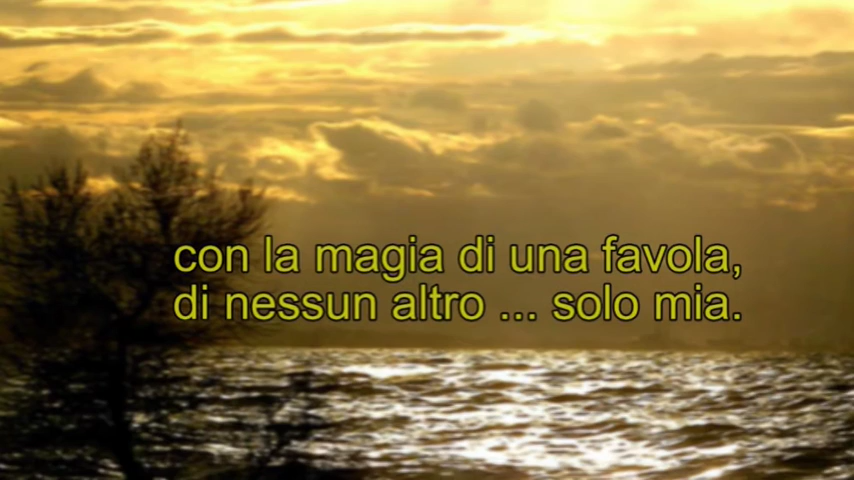 con la magia di una favola,
di nessun altro ... solo mia.